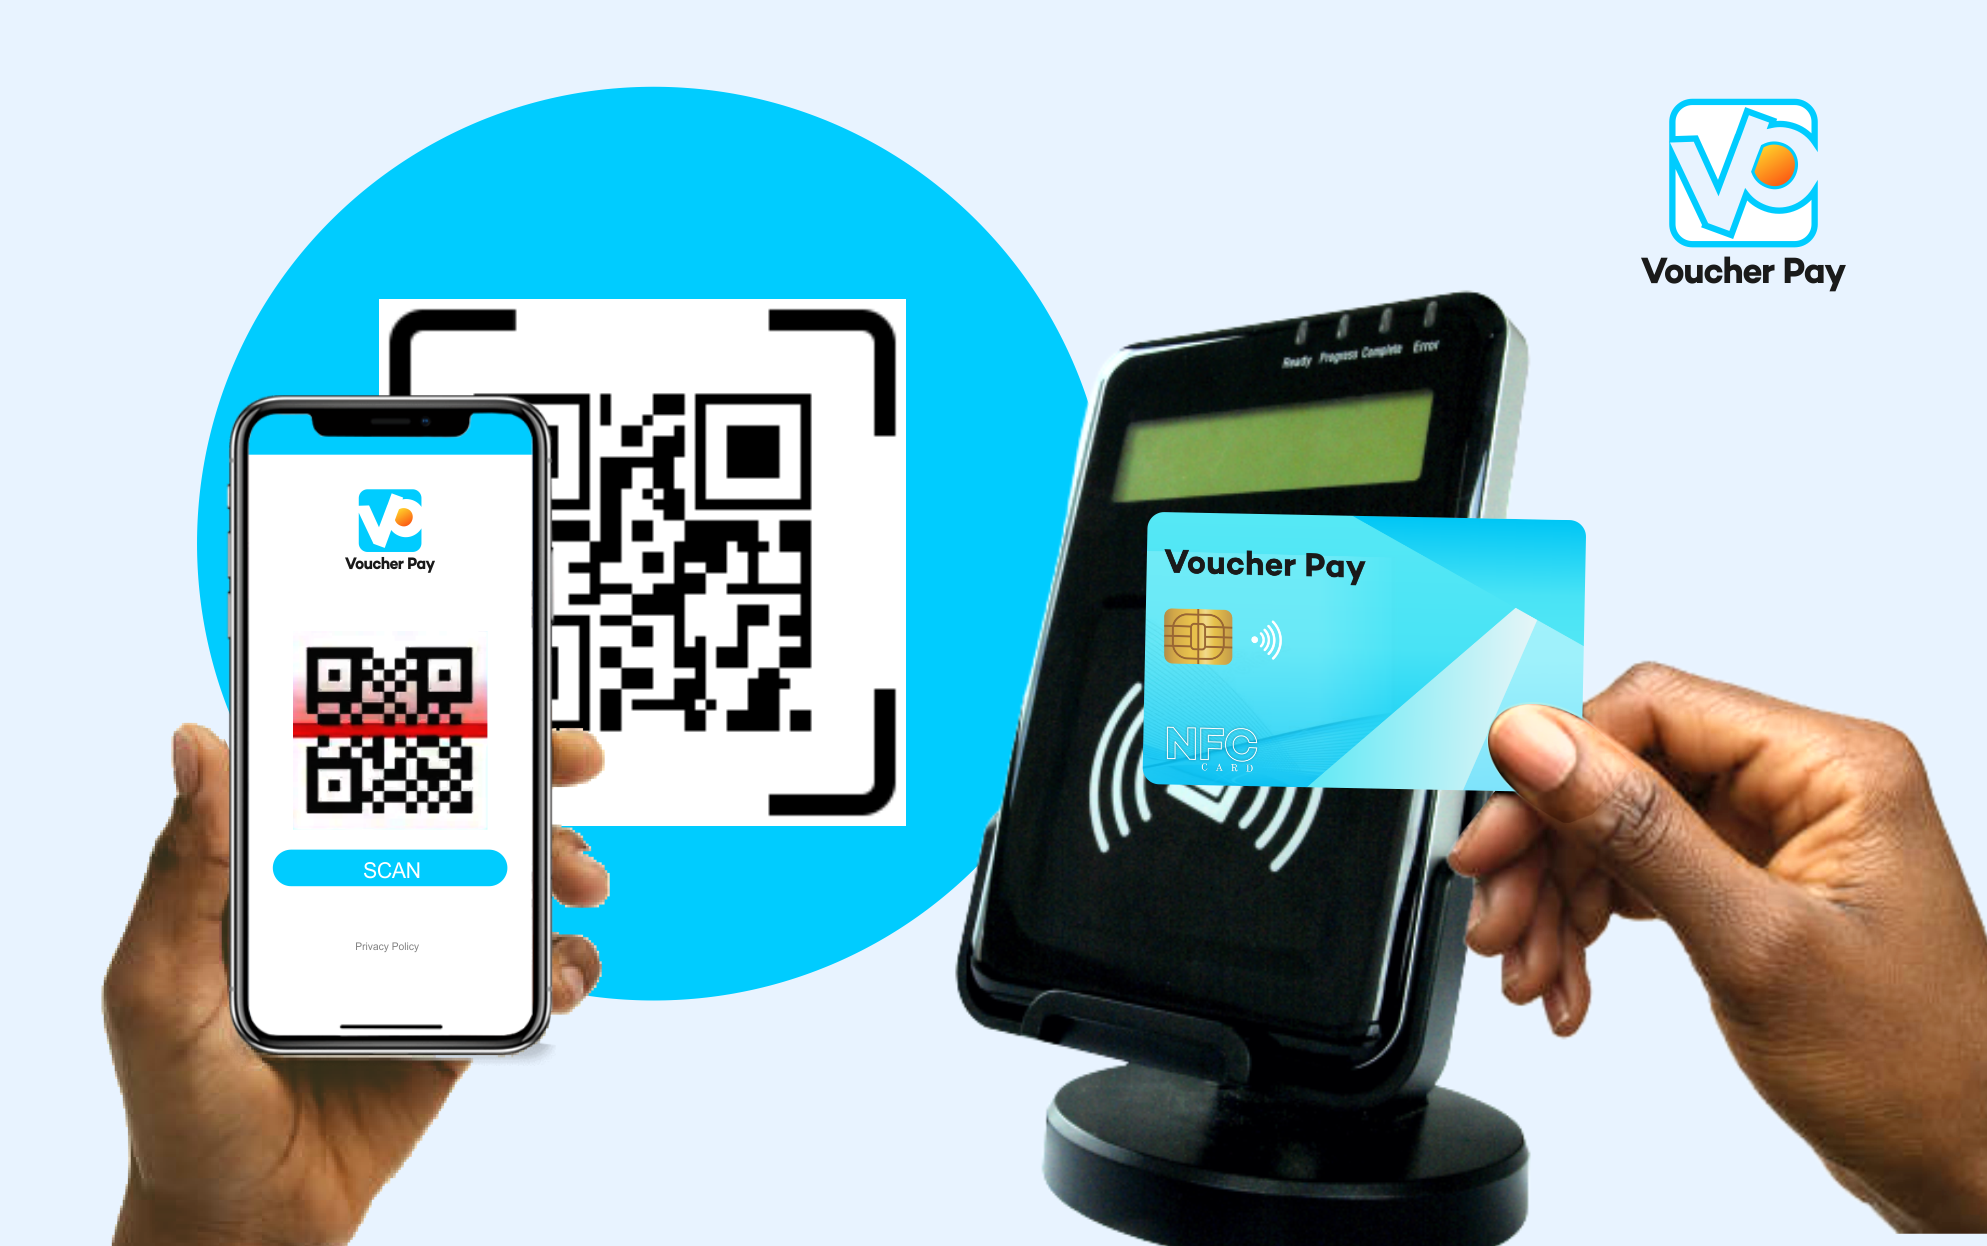 Voucher Pay
Ready Progress Complete Error
Voucher Pay
NFC
CARD
Voucher Pay
SCAN
Privacy Policy